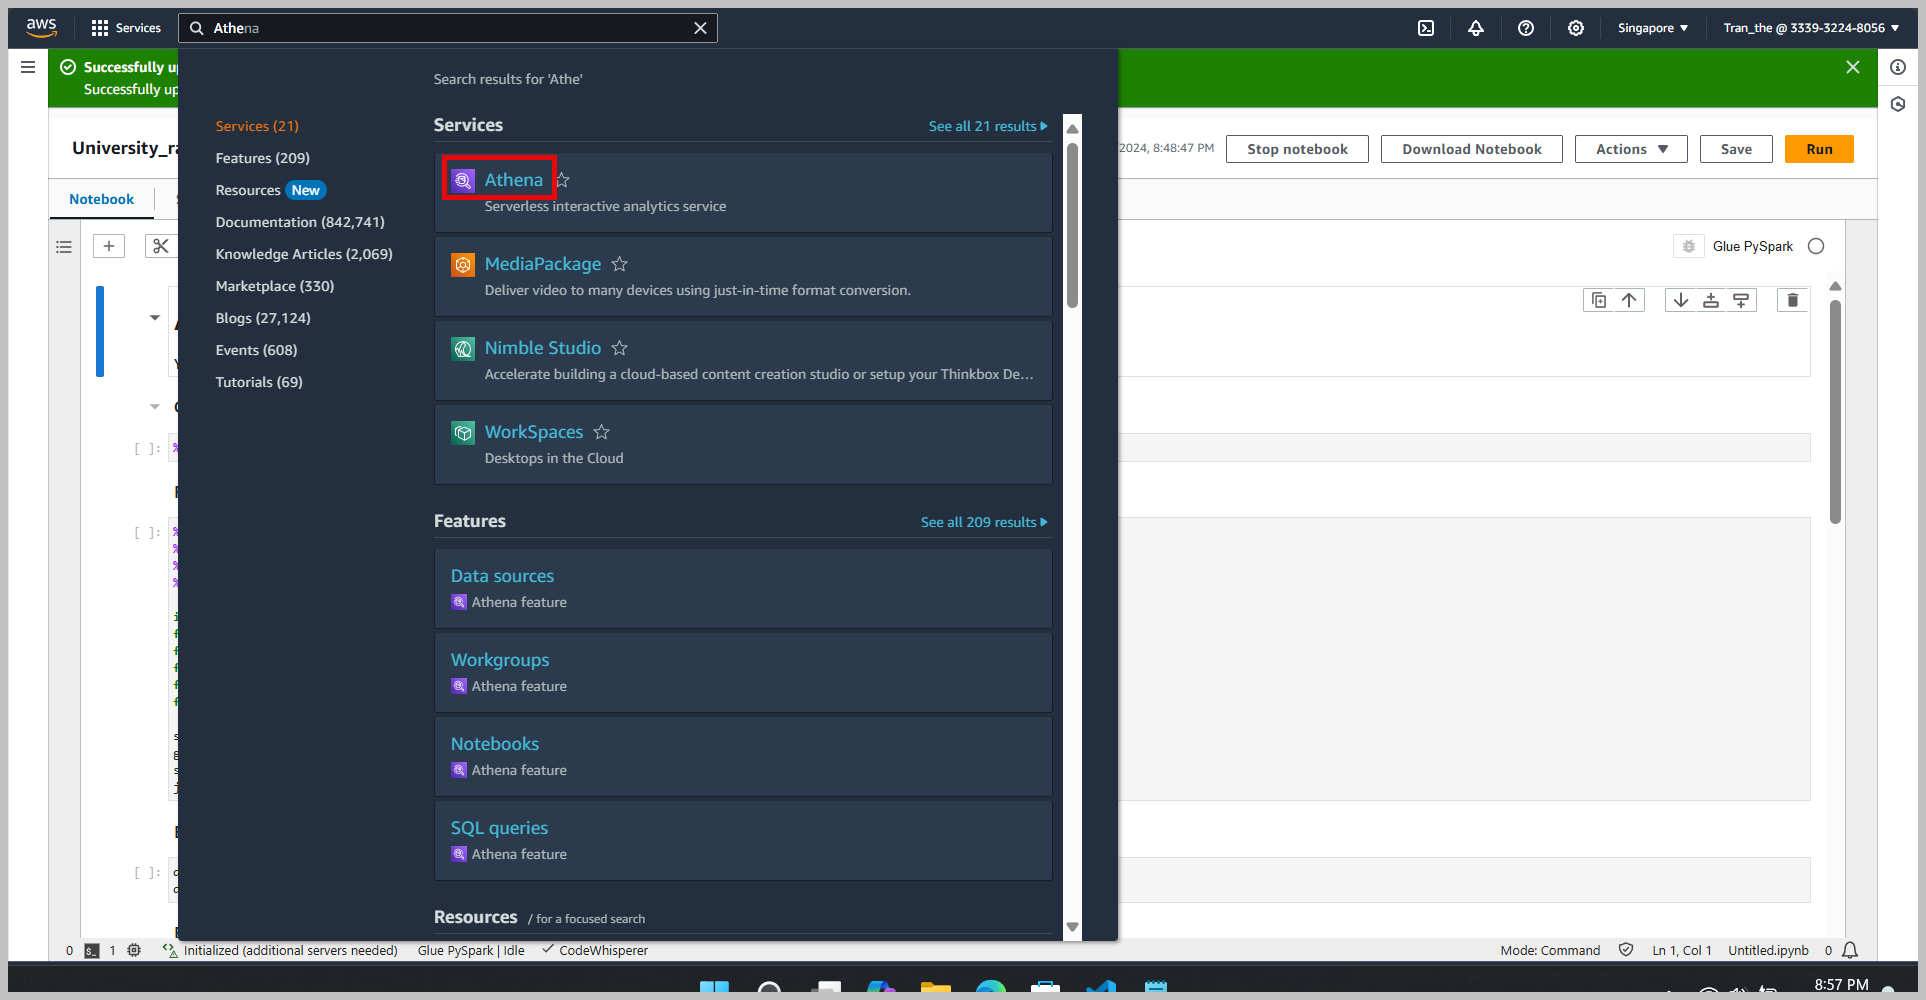 aws
Services
Athena
Singapore ▼
Tran_the @ 3339-3224-8056 ▼
Successfully up
Successfully up
Search results for 'Athe'
Services (21)
Features (209)
Resources New
Documentation (842,741)
Knowledge Articles (2,069)
Marketplace (330)
Blogs (27,124)
Events (608)
Tutorials (69)
Services
See all 21 results
Athena
Serverless interactive analytics service
MediaPackage
Deliver video to many devices using just-in-time format conversion.
Nimble Studio
Accelerate building a cloud-based content creation studio or setup your Thinkbox De...
WorkSpaces
Desktops in the Cloud
Features
See all 209 results
Data sources
Athena feature
Workgroups
Athena feature
Notebooks
Athena feature
SQL queries
Athena feature
Resources / for a focused search
University_ra
2024, 8:48:47 PM
Stop notebook
Download Notebook
Actions ▼
Save
Run
Notebook
Glue PySpark
[ ]:
[ ]:
[ ]:
0
1
Initialized (additional servers needed)
Glue PySpark | Idle
CodeWhisperer
Mode: Command
Ln 1, Col 1
Untitled.ipynb
0
8:57 PM